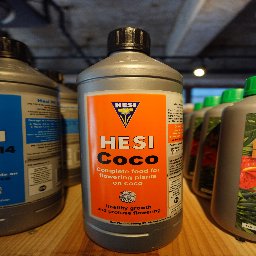 HESI
HESI
Coco
Complete food for
flowering plants
on coco
Healthy growth
and profuse flowering